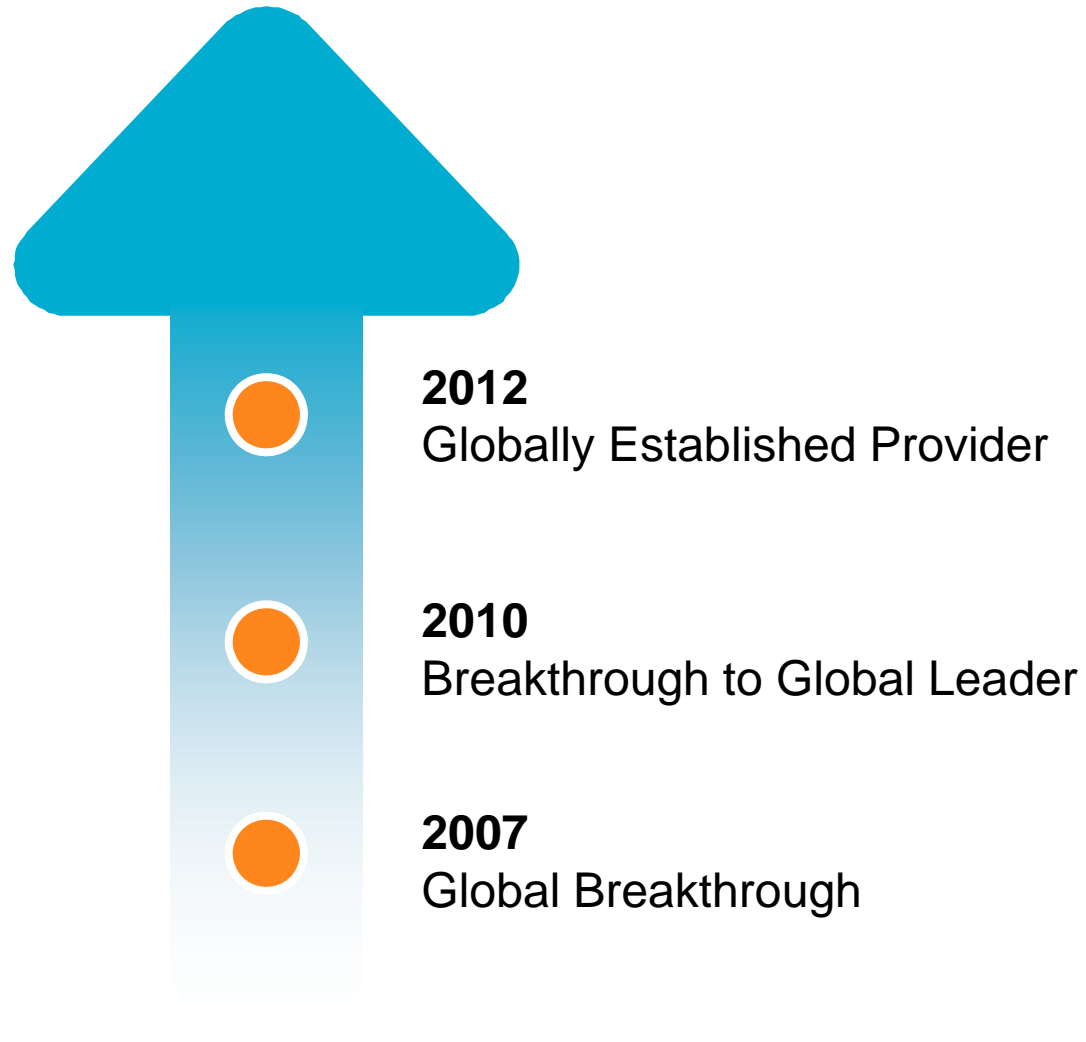 2012
Globally Established Provider
2010
Breakthrough to Global Leader
2007
Global Breakthrough